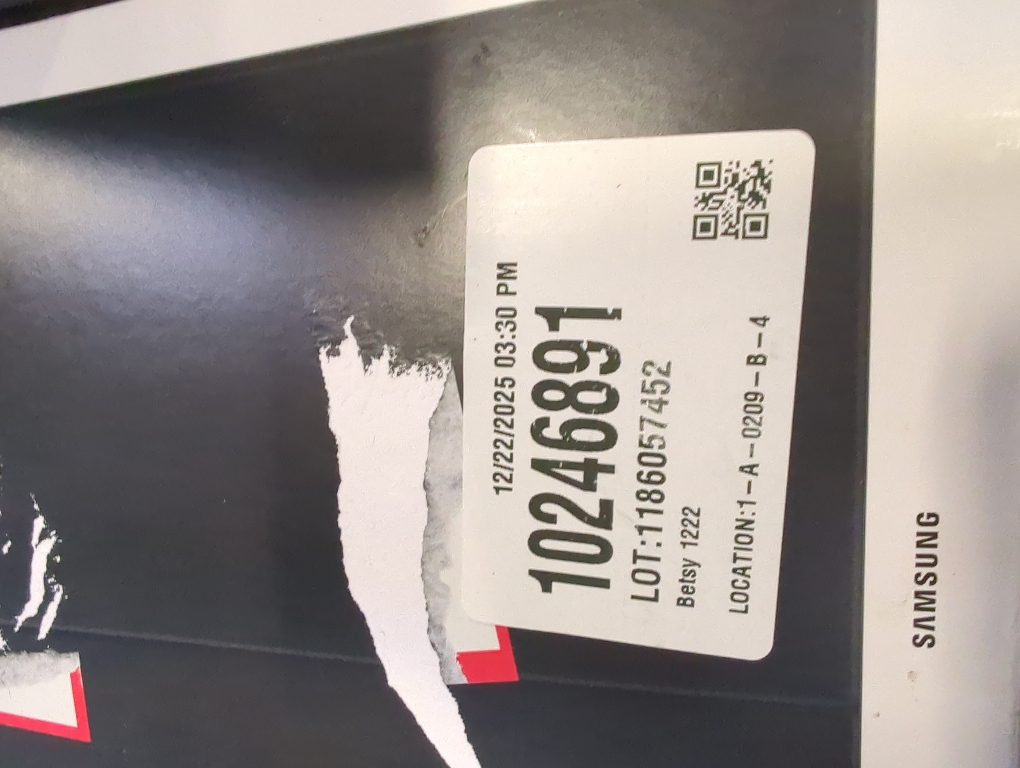 12/22/2025 03:30 PM
10246891
LOT:1186057452
Betsy 1222
LOCATION:1-A-0209-B-4
SAMSUNG